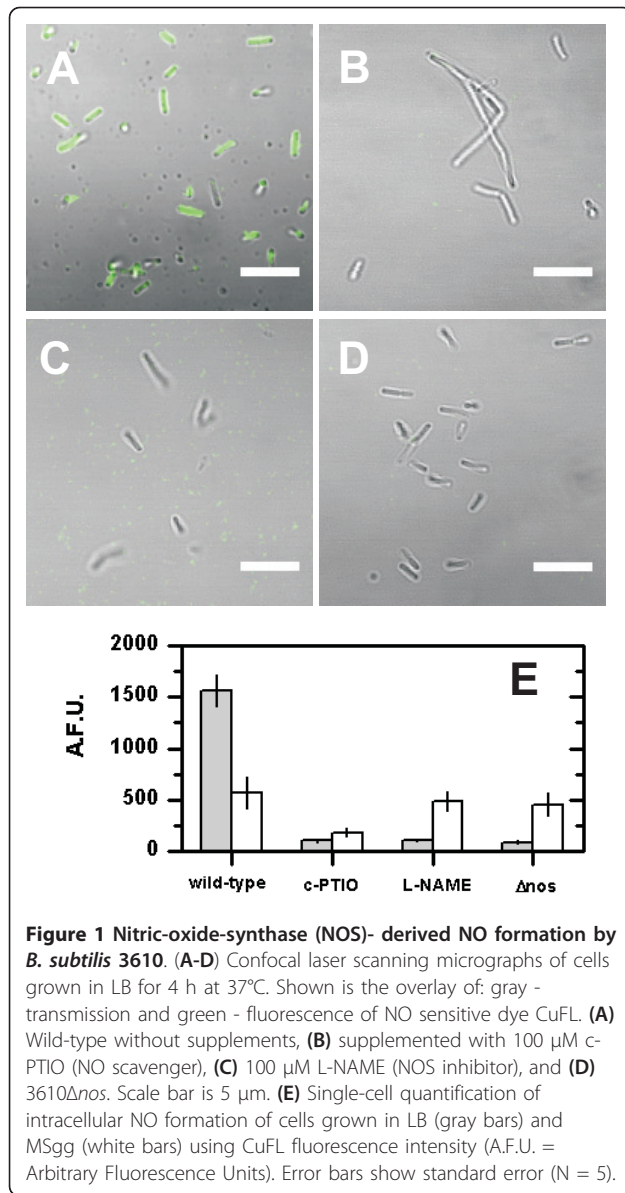 A
B
C
D
E
2000
1500
1000
500
0
A.F.U.
wild-type
c-PTIO
L-NAME
Δnos
Figure 1 Nitric-oxide-synthase (NOS)- derived NO formation by
B. subtilis 3610. (A-D) Confocal laser scanning micrographs of cells
grown in LB for 4 h at 37°C. Shown is the overlay of: gray -
transmission and green - fluorescence of NO sensitive dye CuFL. (A)
Wild-type without supplements, (B) supplemented with 100 μM c-
PTIO (NO scavenger), (C) 100 μM L-NAME (NOS inhibitor), and (D)
3610Δnos. Scale bar is 5 μm. (E) Single-cell quantification of
intracellular NO formation of cells grown in LB (gray bars) and
MSgg (white bars) using CuFL fluorescence intensity (A.F.U. =
Arbitrary Fluorescence Units). Error bars show standard error (N = 5).